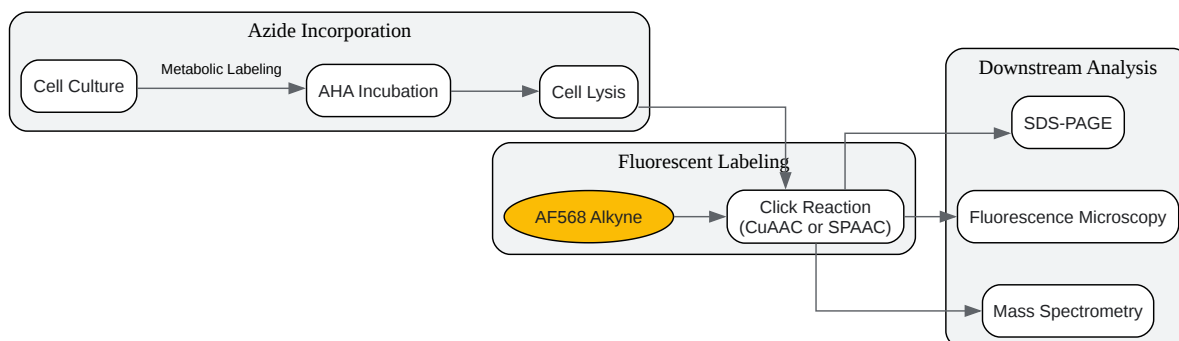 Azide Incorporation
Cell Culture
Metabolic Labeling
AHA Incubation
Cell Lysis
Fluorescent Labeling
AF568 Alkyne
Click Reaction
(CuAAC or SPAAC)
Downstream Analysis
SDS-PAGE
Fluorescence Microscopy
Mass Spectrometry